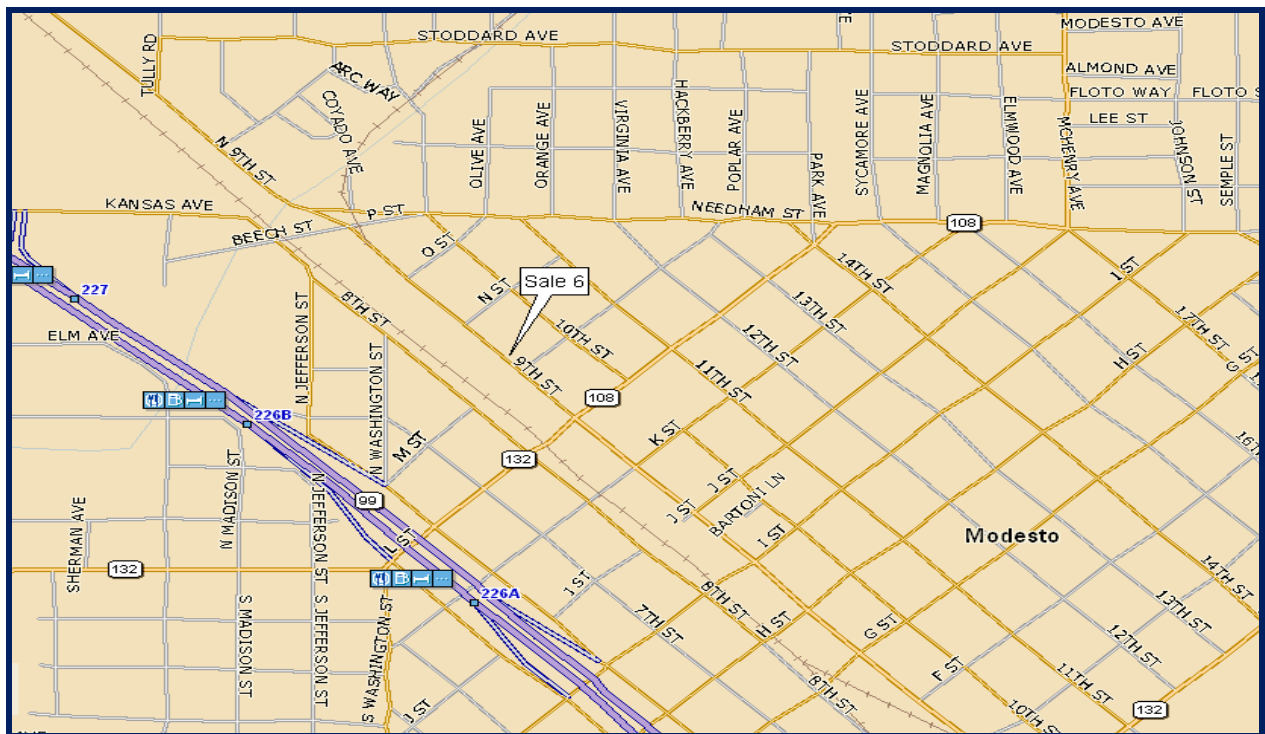 MODESTO AVE
STODDARD AVE
STODDARD AVE
TULLY RD
ARC WAY
ALMOND AVE
FLOTO WAY
FLOTO S
LEE ST
COYADO AVE
OLIVE AVE
ORANGE AVE
VIRGINIA AVE
HACKBERRY AVE
POPLAR AVE
PARK AVE
SYCAMORE AVE
MAGNOLIA AVE
ELMWOOD AVE
MCHENRY AVE
JOHNSON ST
SEMPLE ST
N 9TH ST
KANSAS AVE
BEECH ST
P ST
NEEDHAM ST
108
O ST
14TH ST
I ST
227
N ST
Sale 6
13TH ST
8TH ST
17TH ST
ELM AVE
N JEFFERSON ST
10TH ST
12TH ST
H ST
G ST
N WASHINGTON ST
9TH ST
11TH ST
108
226B
M ST
K ST
132
16TH
N MADISON ST
N JEFFERSON ST
99
J ST
J ST
BARTONI LN
SHERMAN AVE
L ST
I ST
Modesto
132
226A
J ST
14TH ST
S MADISON ST
S JEFFERSON ST
S WASHINGTON ST
7TH ST
8TH ST
H ST
G ST
13TH ST
12TH ST
F ST
11TH ST
8TH ST
J ST
10TH ST
132